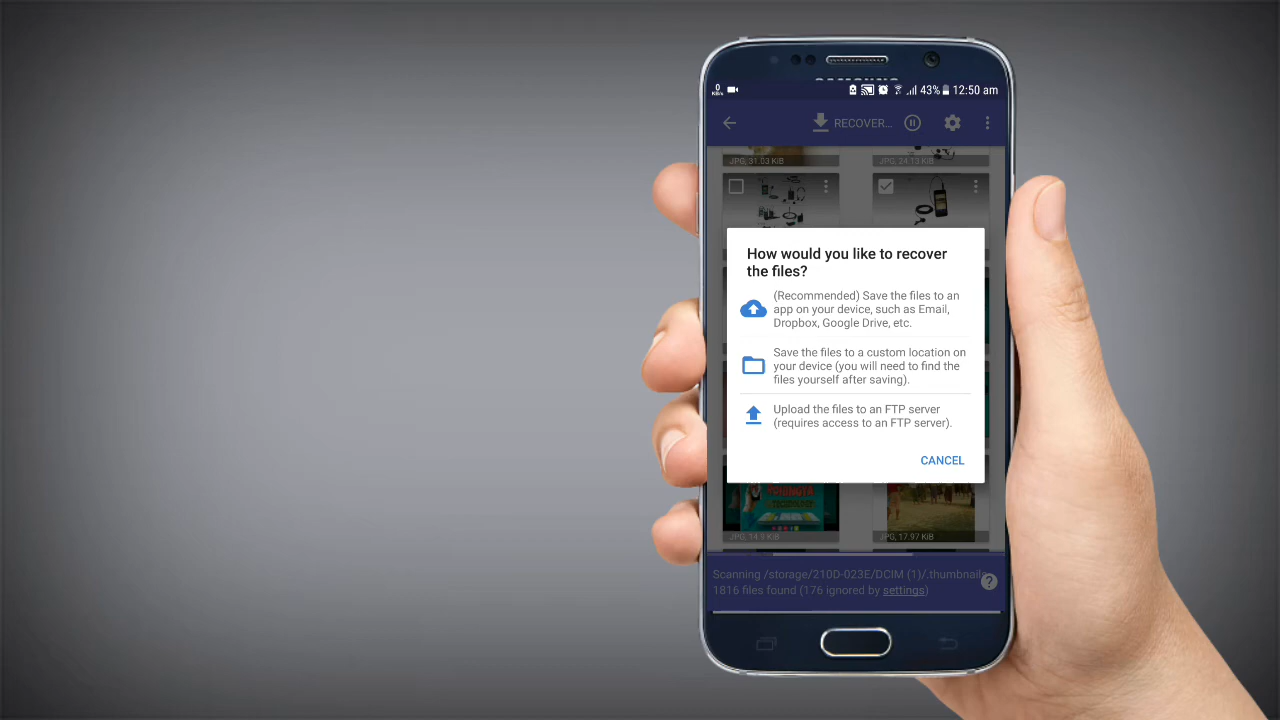 SAMSUNG
0
KB/s
43% 12:50 am
RECOVER...
JPG, 31.03 KiB
JPG, 24.13 KiB
How would you like to recover
the files?
(Recommended) Save the files to an
app on your device, such as Email,
Dropbox, Google Drive, etc.
Save the files to a custom location on
your device (you will need to find the
files yourself after saving).
Upload the files to an FTP server
(requires access to an FTP server).
CANCEL
JPG, 14.9 KiB
JPG, 17.97 KiB
Scanning /storage/210D-023E/DCIM (1)/.thumbnails
1816 files found (176 ignored by settings)
?